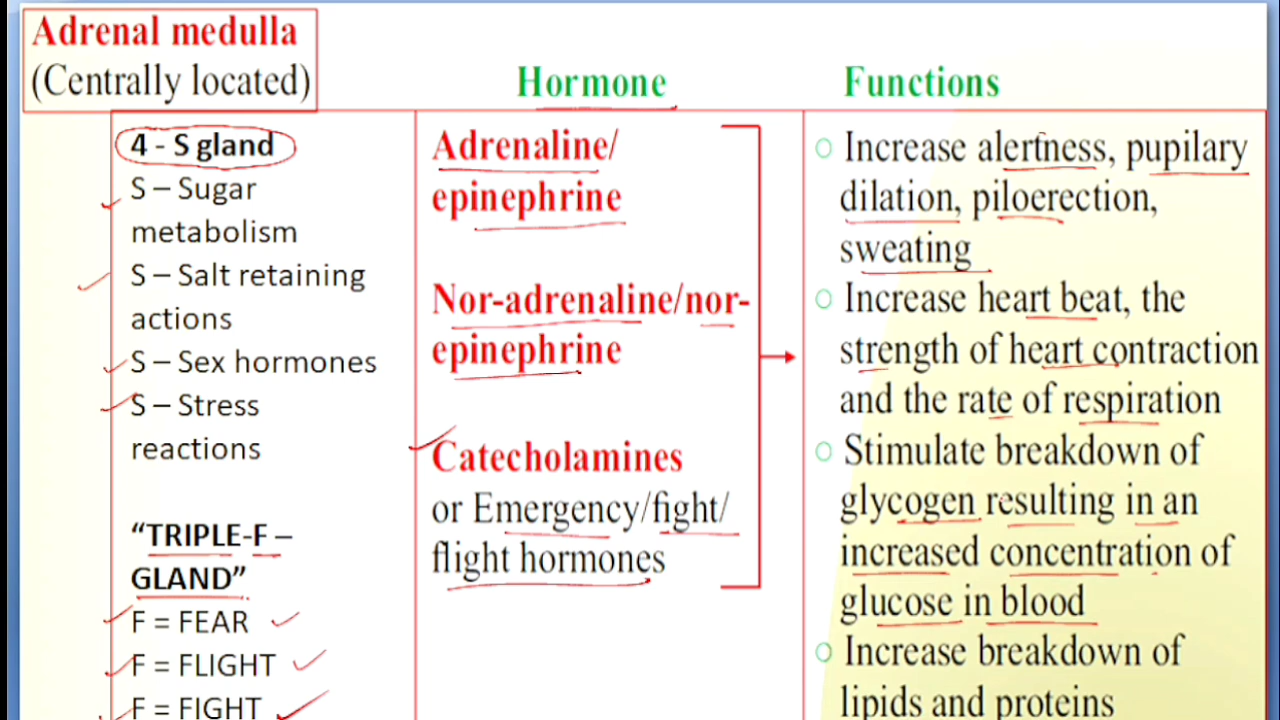 Adrenal medulla
(Centrally located)
Hormone
Functions
4 - S gland
S – Sugar
metabolism
S – Salt retaining
actions
S – Sex hormones
S – Stress
reactions
“TRIPLE-F –
GLAND”
F = FEAR
F = FLIGHT
F = FIGHT
Adrenaline/
epinephrine
Nor-adrenaline/nor-
epinephrine
Catecholamines
or Emergency/fight/
flight hormones
Increase alertness, pupilary
dilation, piloerection,
sweating
Increase heart beat, the
strength of heart contraction
and the rate of respiration
Stimulate breakdown of
glycogen resulting in an
increased concentration of
glucose in blood
Increase breakdown of
lipids and proteins